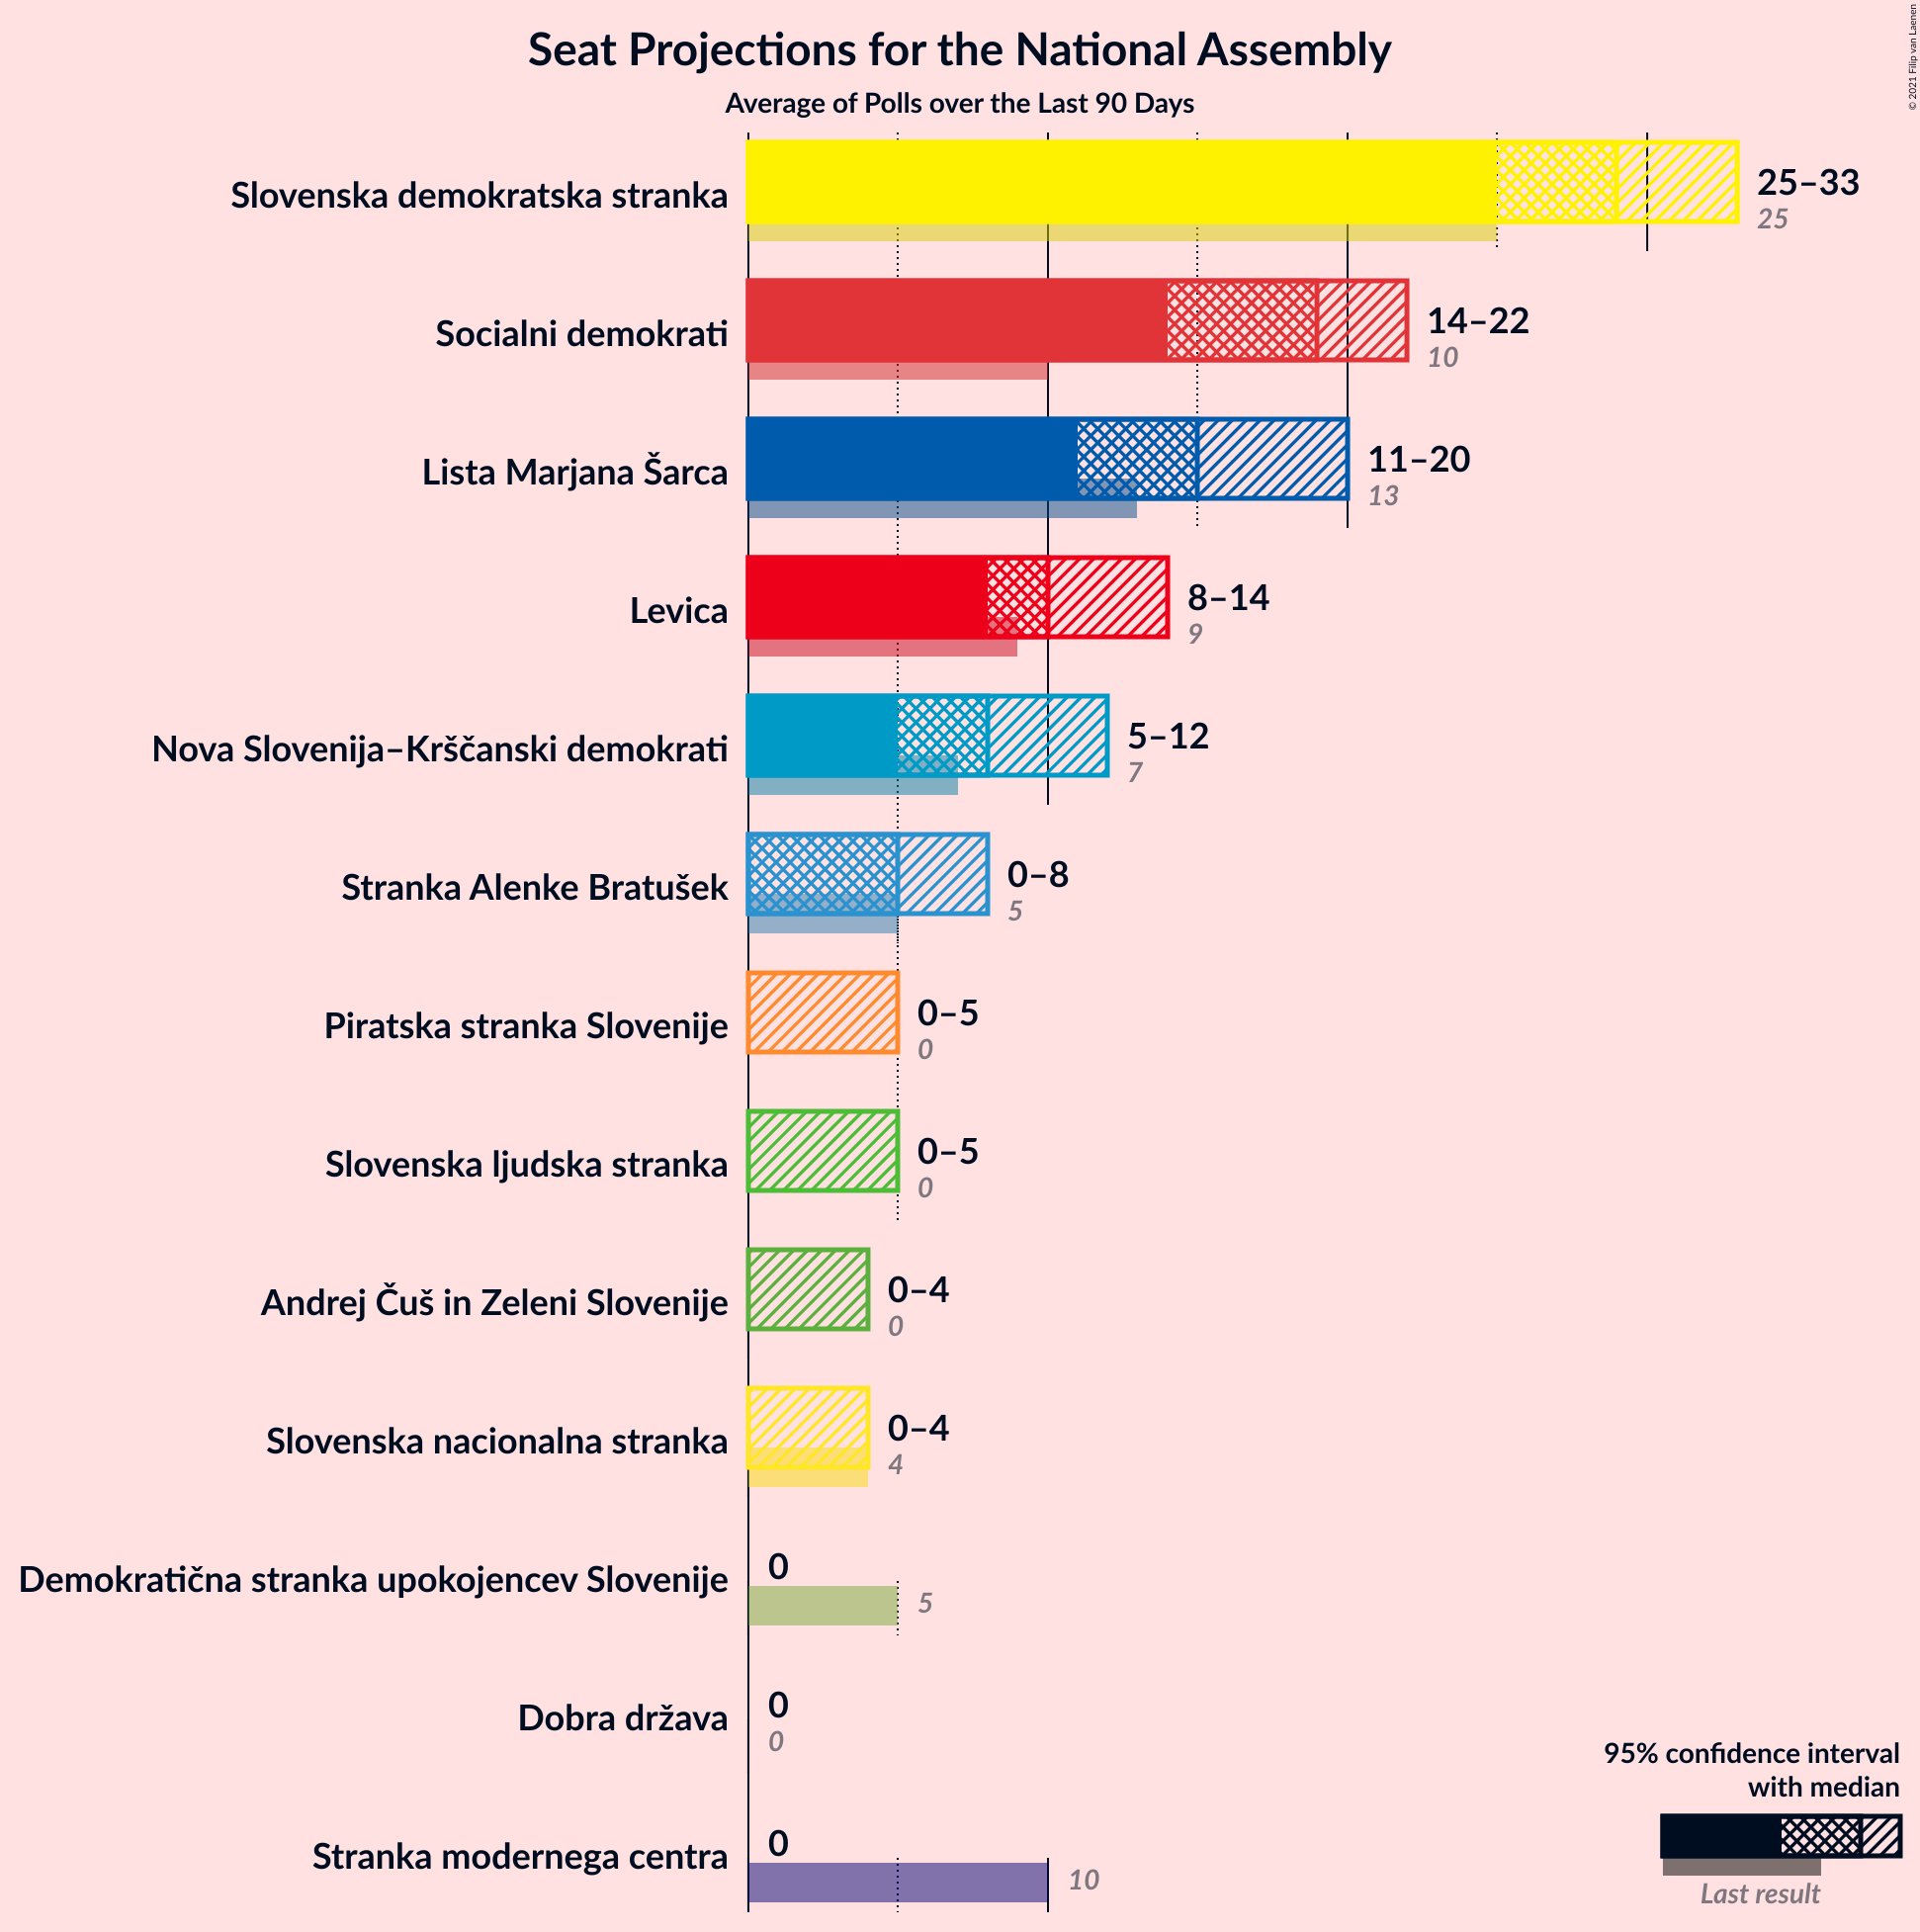 Seat Projections for the National Assembly
Average of Polls over the Last 90 Days
© 2021 Filip van Laenen
Slovenska demokratska stranka
25–33
25
Socialni demokrati
14–22
10
Lista Marjana Šarca
11–20
13
Levica
8–14
9
Nova Slovenija–Krščanski demokrati
5–12
7
Stranka Alenke Bratušek
0–8
5
Piratska stranka Slovenije
0–5
0
Slovenska ljudska stranka
0–5
0
Andrej Čuš in Zeleni Slovenije
0–4
0
Slovenska nacionalna stranka
0–4
4
Demokratična stranka upokojencev Slovenije
0
5
Dobra država
0
0
Stranka modernega centra
0
10
95% confidence interval
with median
Last result